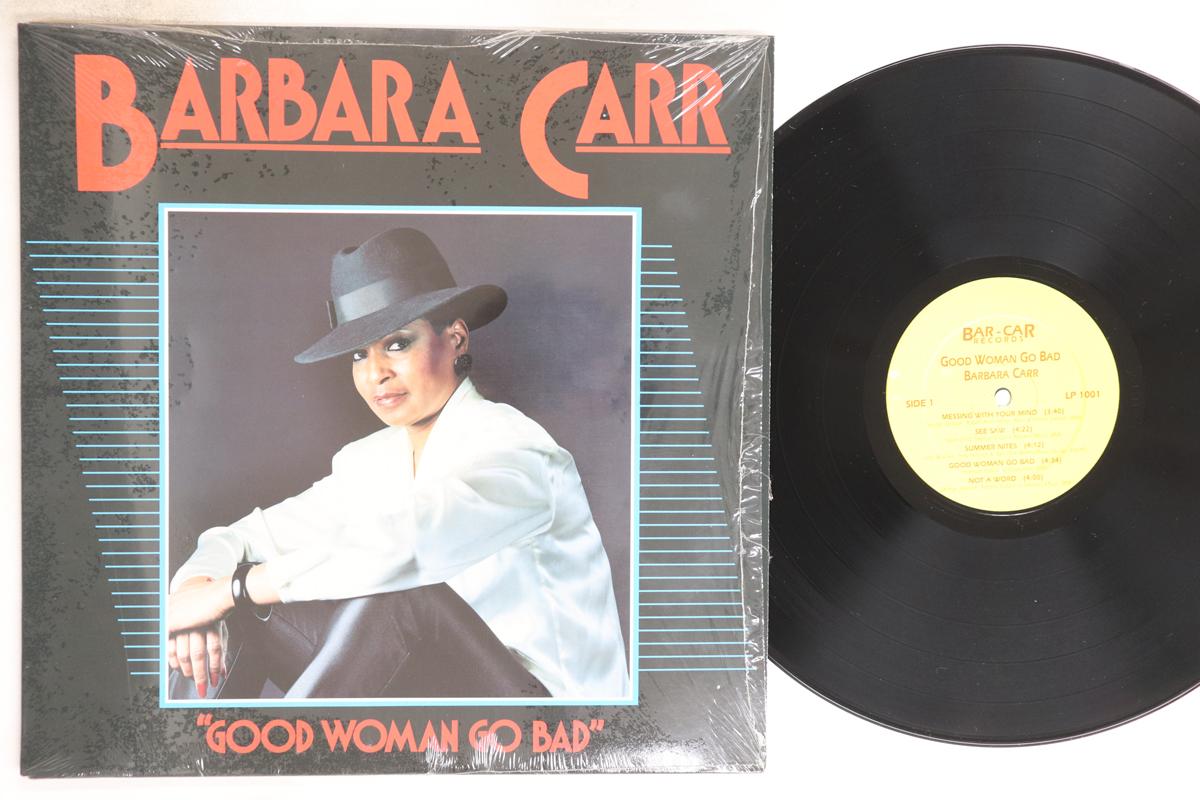 BARBARA CARR
"GOOD WOMAN GO BAD"
BAR-CAR
RECORDS
GOOD WOMAN GO BAD
BARBARA CARR
SIDE 1
LP 1001
MESSING WITH YOUR MIND (3:40)
SEE SAW (4:22)
SUMMER NITES (4:12)
GOOD WOMAN GO BAD (4:34)
NOT A WORD (4:00)